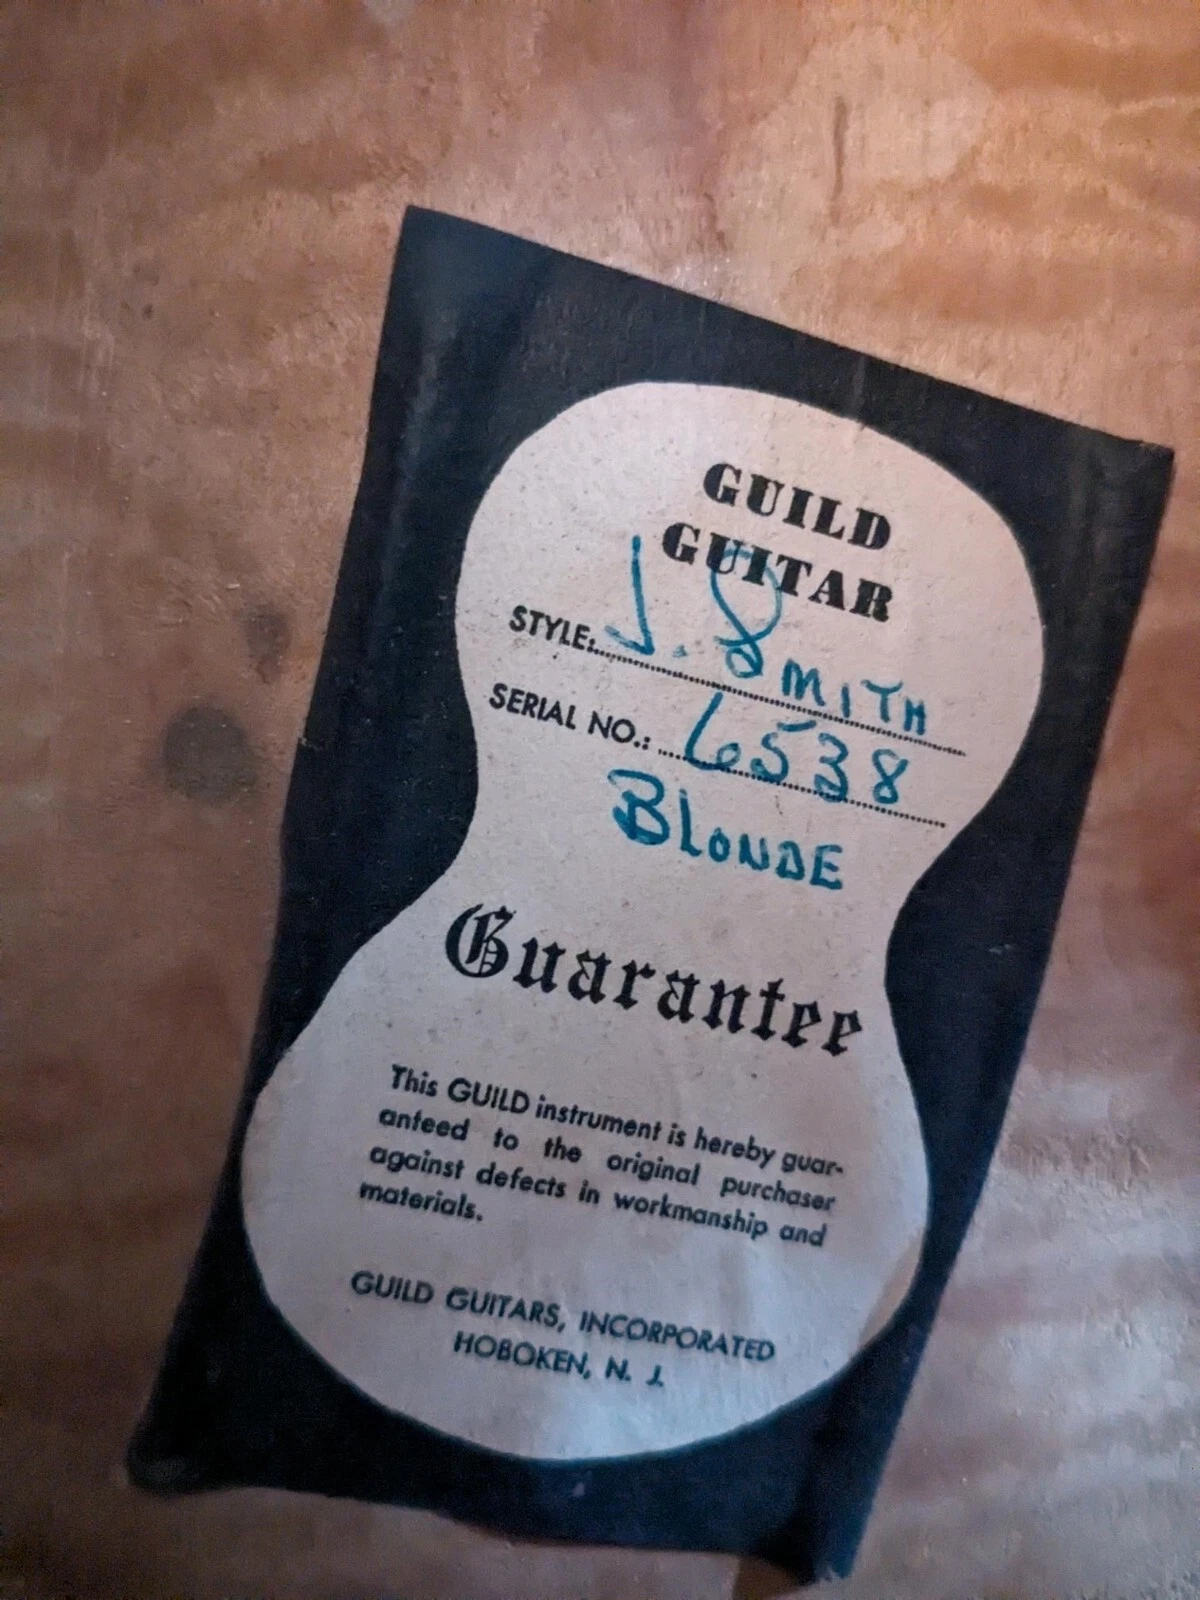 GUILD
GUITAR
STYLE: J. SMITH
SERIAL NO.: 6538
BLONDE
Guarantee
This GUILD instrument is hereby guar-
anteed to the original purchaser
against defects in workmanship and
materials.
GUILD GUITARS, INCORPORATED
HOBOKEN, N. J.